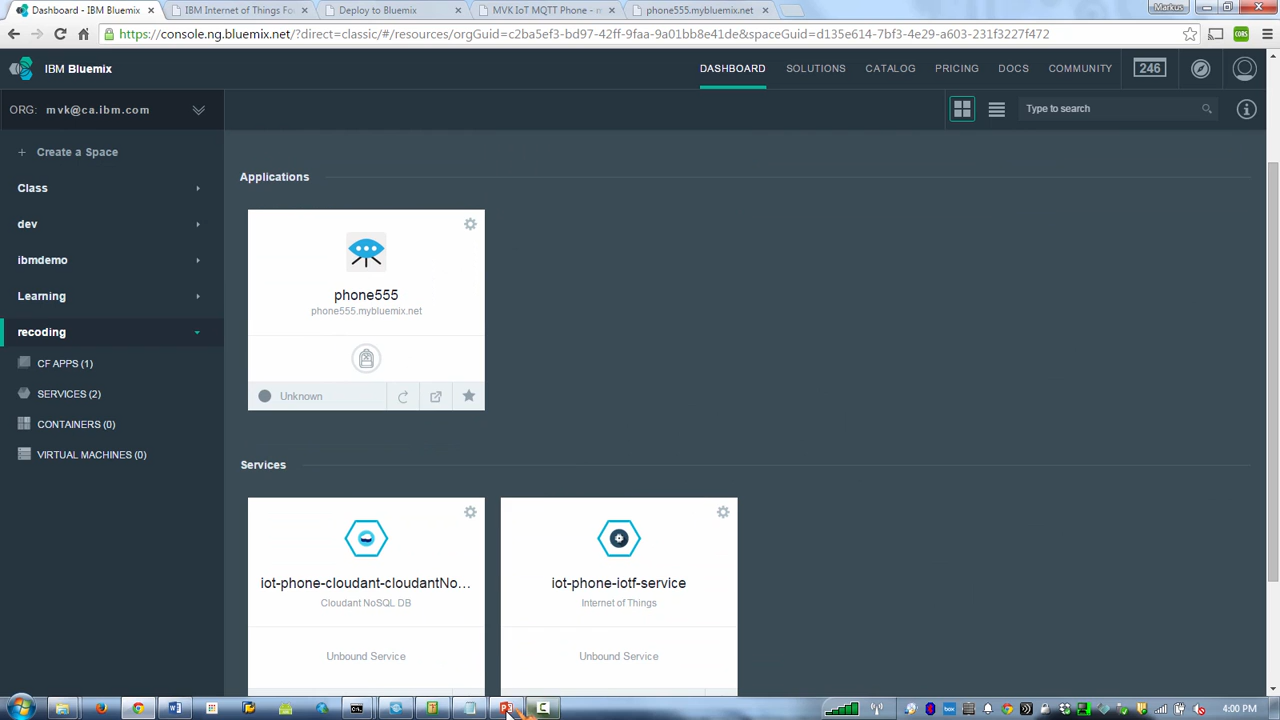 Dashboard - IBM Bluemix
IBM Internet of Things Fo
Deploy to Bluemix
MVK IoT MQTT Phone - m
phone555.mybluemix.net
Markus
https://console.ng.bluemix.net/?direct=classic/#/resources/orgGuid=c2ba5ef3-ed97-42ff-9faa-9a01bb8e41de&spaceGuid=d135e614-7bf3-4e29-a603-231f3227f472
CORS
IBM Bluemix
DASHBOARD
SOLUTIONS
CATALOG
PRICING
DOCS
COMMUNITY
246
ORG: mvk@ca.ibm.com
Type to search
+ Create a Space
Class
dev
ibmdemo
Learning
recoding
CF APPS (1)
SERVICES (2)
CONTAINERS (0)
VIRTUAL MACHINES (0)
Applications
phone555
phone555.mybluemix.net
Unknown
Services
iot-phone-cloudant-cloudantNo...
Cloudant NoSQL DB
Unbound Service
iot-phone-iotf-service
Internet of Things
Unbound Service
4:00 PM